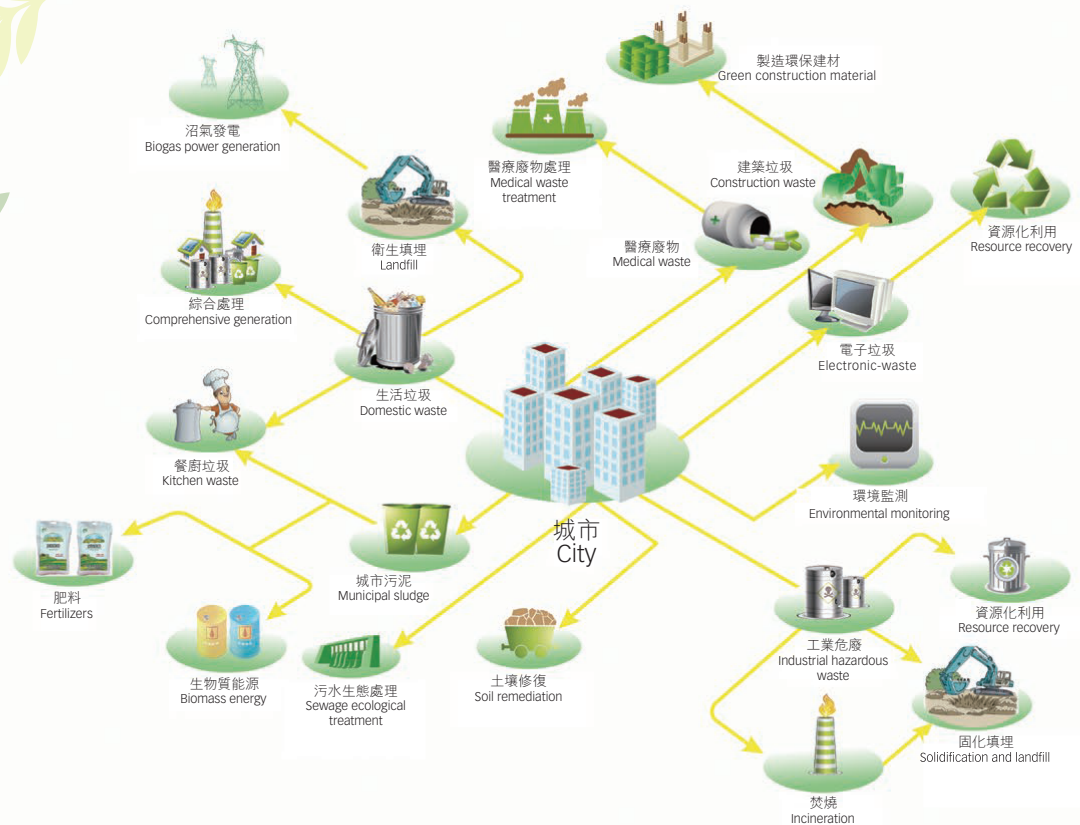 製造環保建材
Green construction material
沼氣發電
Biogas power generation
醫療廢物處理
Medical waste
treatment
建築垃圾
Construction waste
資源化利用
Resource recovery
衛生填埋
Landfill
醫療廢物
Medical waste
綜合處理
Comprehensive generation
電子垃圾
Electronic-waste
生活垃圾
Domestic waste
餐廚垃圾
Kitchen waste
環境監測
Environmental monitoring
城市
City
肥料
Fertilizers
城市污泥
Municipal sludge
資源化利用
Resource recovery
工業危廢
Industrial hazardous
waste
生物質能源
Biomass energy
污水生態處理
Sewage ecological
treatment
土壤修復
Soil remediation
固化填埋
Solidification and landfill
焚燒
Incineration